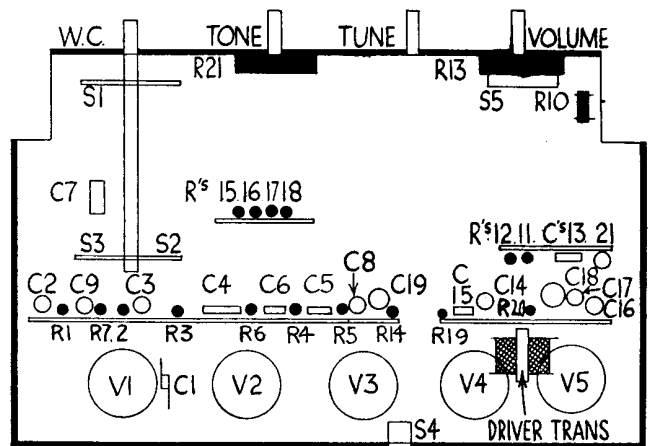 W.C. TONE TUNE VOLUME
R21 R13
S1 S5 R10
C7 R's 15.16 17 18
S3 S2 R's.12.11. C's13. 21
C2 C9 C3 C4 C6 C5 C8 C19 C15 C14 C18 C17
R20 C16
R1 R7.2 R3 R6 R4 R5 R14 R19
V1 C1 V2 V3 V4 V5
S4 DRIVER TRANS